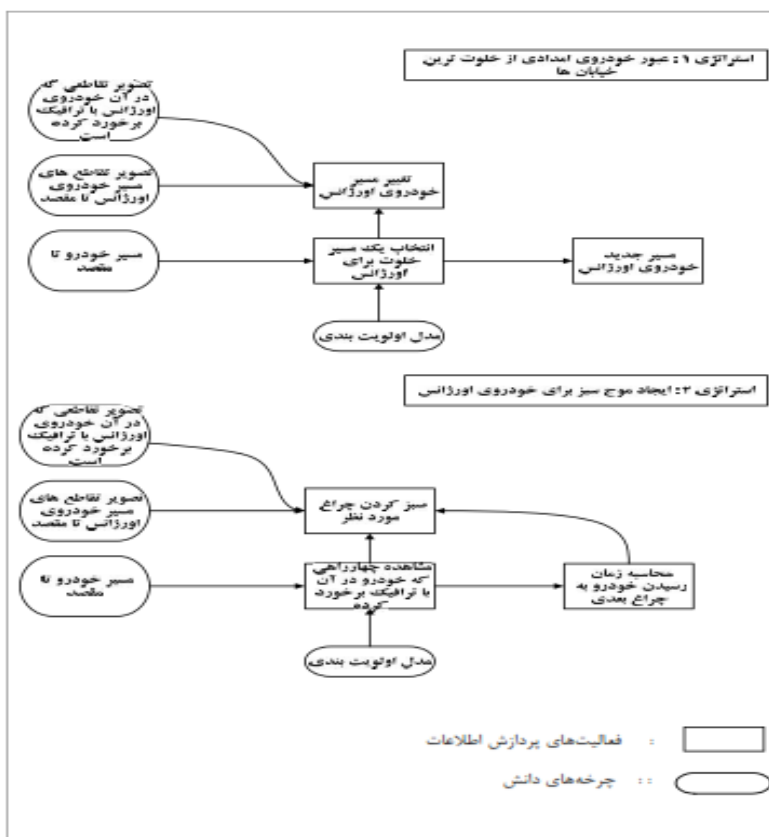 استراتژی ۱: عبور خودروی امدادی از خلوت ترین
خیابان ها
تصویر تقاطعی که
در آن خودروی
اورژانس با ترافیک
برخورد کرده
است
تصویر تقاطع های
مسیر خودروی
اورژانس تا مقصد
تغییر مسیر
خودروی اورژانس
مسیر خودرو تا
مقصد
انتخاب یک مسیر
خلوت برای
اورژانس
مسیر جدید
خودروی اورژانس
مدل اولویت بندی
استراتژی ۲: ایجاد موج سبز برای خودروی اورژانس
تصویر تقاطعی که
در آن خودروی
اورژانس با ترافیک
برخورد کرده
است
تصویر تقاطع های
مسیر خودروی
اورژانس تا مقصد
سبز کردن چراغ
مورد نظر
مسیر خودرو تا
مقصد
مشاهده چهارراهی
که خودرو در آن
با ترافیک برخورد
کرده
محاسبه زمان
رسیدن خودرو به
چراغ بعدی
مدل اولویت بندی
: فعالیت‌های پردازش اطلاعات
:: چرخه‌های دانش